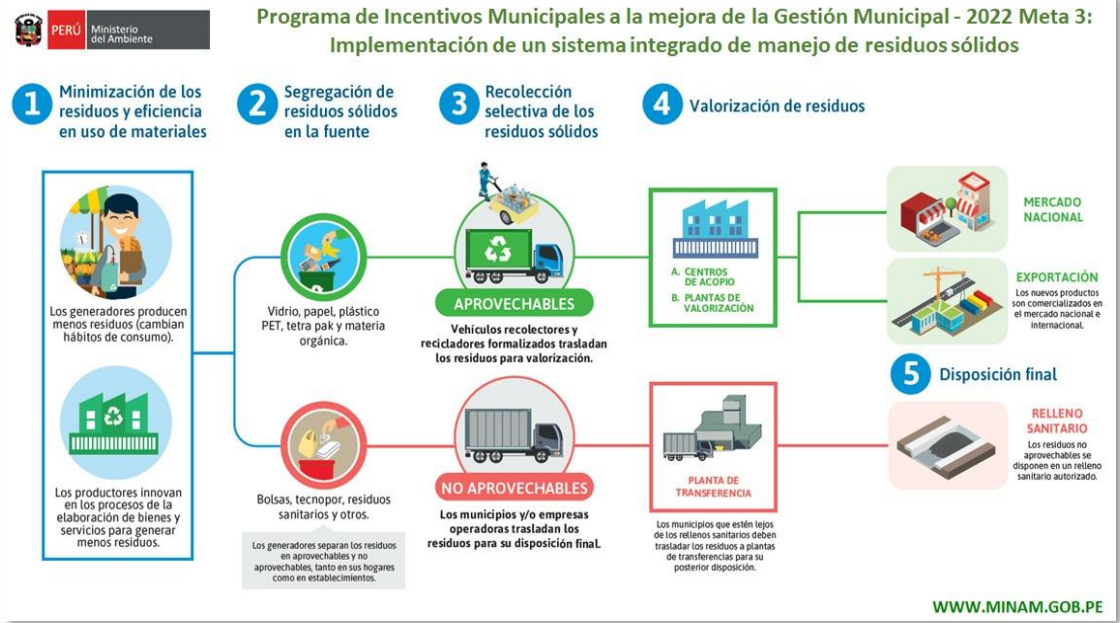 PERÚ
Ministerio
del Ambiente
Programa de Incentivos Municipales a la mejora de la Gestión Municipal - 2022 Meta 3:
Implementación de un sistema integrado de manejo de residuos sólidos
1
Minimización de los
residuos y eficiencia
en uso de materiales
2
Segregación de
residuos sólidos
en la fuente
3
Recolección
selectiva de los
residuos sólidos
4
Valorización de residuos
Los generadores producen
menos residuos (cambian
hábitos de consumo).
Los productores innovan
en los procesos de la
elaboración de bienes y
servicios para generar
menos residuos.
Vidrio, papel, plástico
PET, tetra pak y materia
orgánica.
Bolsas, tecnopor, residuos
sanitarios y otros.
Los generadores separan los residuos
en aprovechables y no
aprovechables, tanto en sus hogares
como en establecimientos.
APROVECHABLES
Vehículos recolectores y
recicladores formalizados trasladan
los residuos para valorización.
NO APROVECHABLES
Los municipios y/o empresas
operadoras trasladan los
residuos para su disposición final.
A. CENTROS
DE ACOPIO
B. PLANTAS DE
VALORIZACIÓN
PLANTA DE
TRANSFERENCIA
Los municipios que estén lejos
de los rellenos sanitarios deben
trasladar los residuos a plantas
de transferencias para su
posterior disposición.
MERCADO
NACIONAL
EXPORTACIÓN
Los nuevos productos
son comercializados en
el mercado nacional e
internacional.
5
Disposición final
RELLENO
SANITARIO
Los residuos no
aprovechables se
disponen en un relleno
sanitario autorizado.
WWW.MINAM.GOB.PE